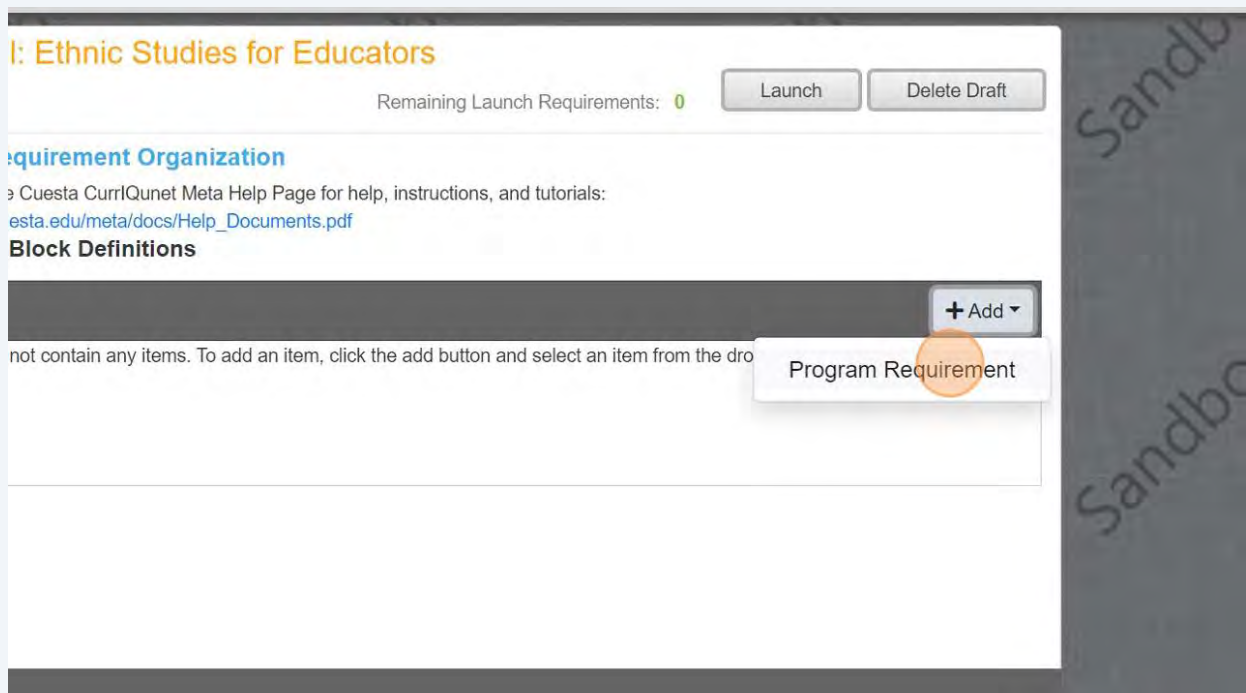 l: Ethnic Studies for Educators
Remaining Launch Requirements: 0
Launch
Delete Draft
equirement Organization
e Cuesta CurrIQunet Meta Help Page for help, instructions, and tutorials:
esta.edu/meta/docs/Help_Documents.pdf
Block Definitions
+ Add
not contain any items. To add an item, click the add button and select an item from the dro
Program Requirement
Sandb
Sandbo